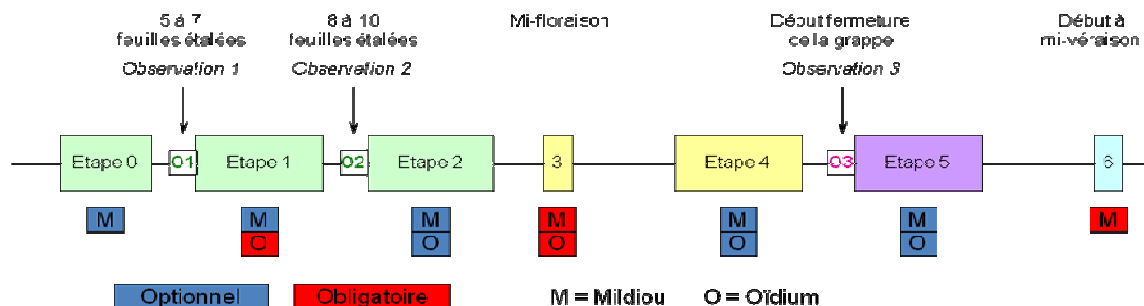 5 à 7
feuilles étalées
Observation 1
8 à 10
feuilles étalées
Observation 2
Mi-floraison
Début fermeture
de la grappe
Observation 3
Début à
mi-véraison
Etape 0
O1
Etape 1
O2
Etape 2
3
Etape 4
O3
Etape 5
6
M
M
O
M
O
M
O
M
O
M
O
M
Optionnel
Obligatoire
M = Mildiou
O = Oïdium